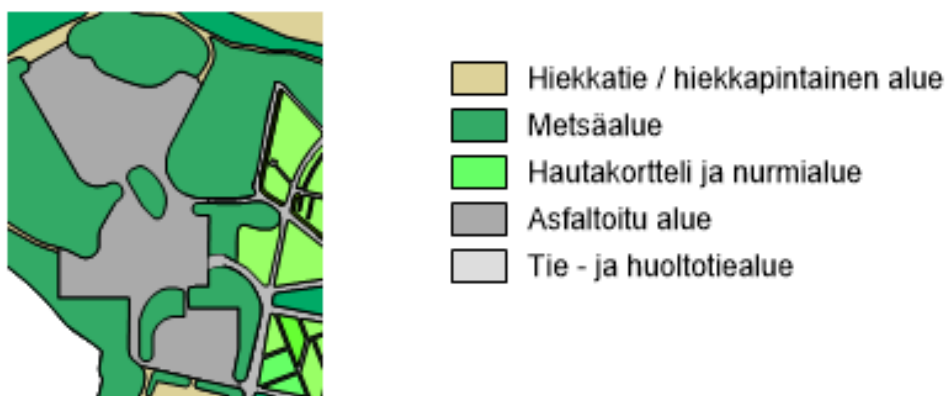 Hiekkatie / hiekkapintainen alue
Metsäalue
Hautakortteli ja nurmialue
Asfaltoitu alue
Tie - ja huoltotiealue